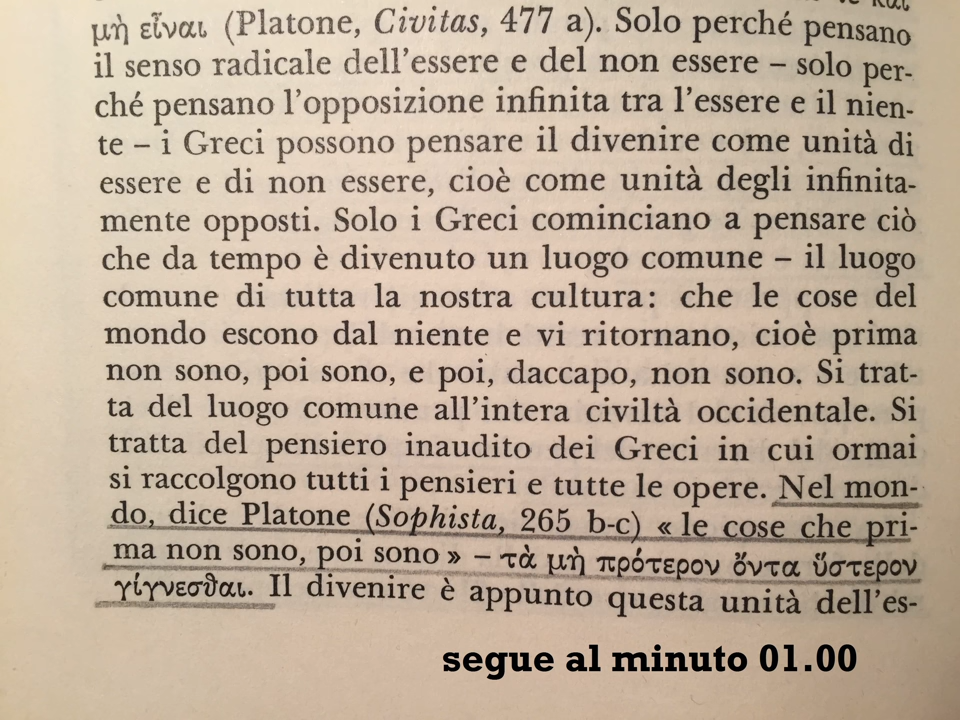 καὶ
μὴ εἶναι (Platone, Civitas, 477 a). Solo perché pensano
il senso radicale dell'essere e del non essere – solo per-
ché pensano l'opposizione infinita tra l'essere e il nien-
te – i Greci possono pensare il divenire come unità di
essere e di non essere, cioè come unità degli infinita-
mente opposti. Solo i Greci cominciano a pensare ciò
che da tempo è divenuto un luogo comune – il luogo
comune di tutta la nostra cultura: che le cose del
mondo escono dal niente e vi ritornano, cioè prima
non sono, poi sono, e poi, daccapo, non sono. Si trat-
ta del luogo comune all'intera civiltà occidentale. Si
tratta del pensiero inaudito dei Greci in cui ormai
si raccolgono tutti i pensieri e tutte le opere. Nel mon-
do, dice Platone (Sophista, 265 b-c) « le cose che pri-
ma non sono, poi sono » – τὰ μὴ πρότερον ὄντα ὕστερον
γίγνεσθαι. Il divenire è appunto questa unità dell'es-
segue al minuto 01.00